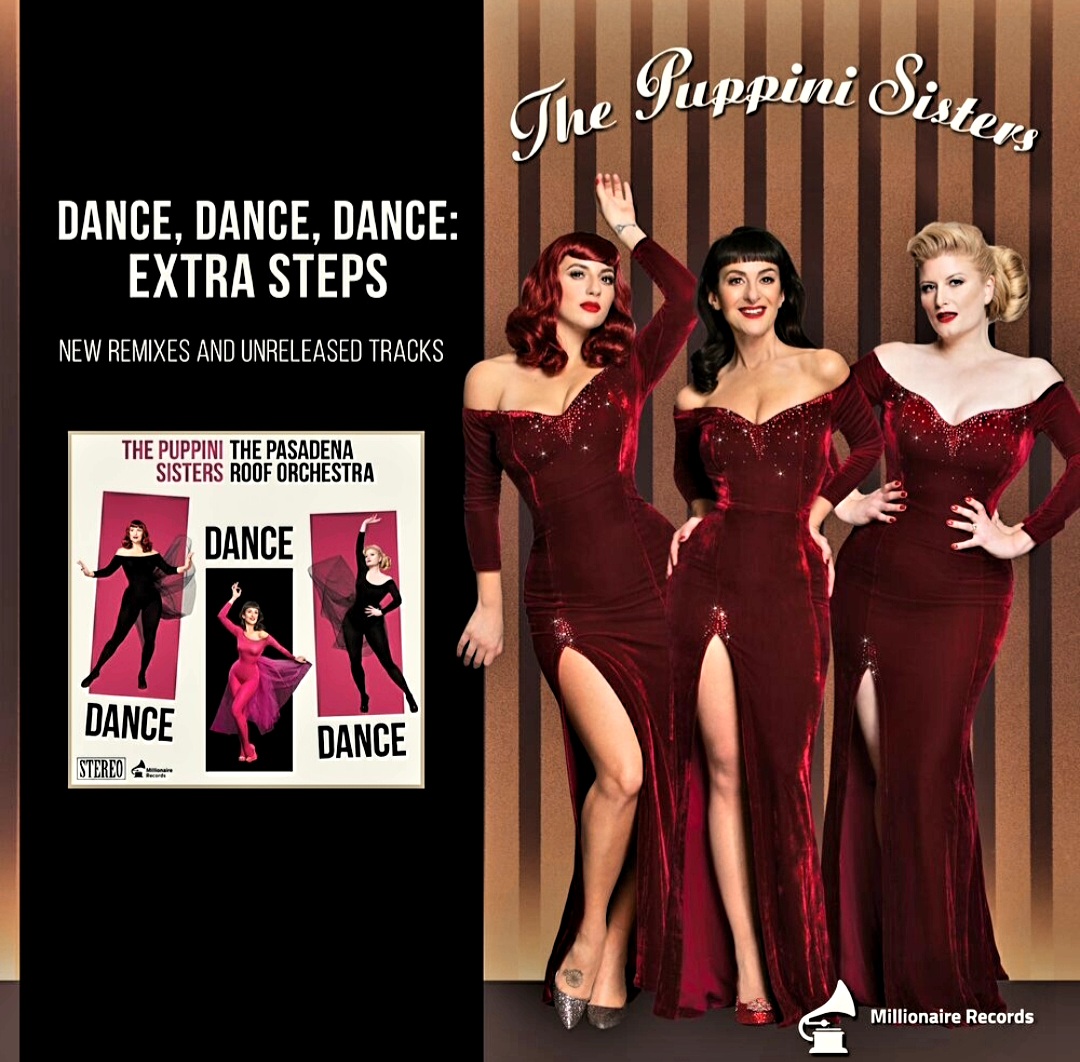 The Puppini Sisters
DANCE, DANCE, DANCE:
EXTRA STEPS
NEW REMIXES AND UNRELEASED TRACKS
THE PUPPINI THE PASADENA
SISTERS ROOF ORCHESTRA
DANCE
DANCE
DANCE
STEREO
Millionaire
Records
Millionaire Records